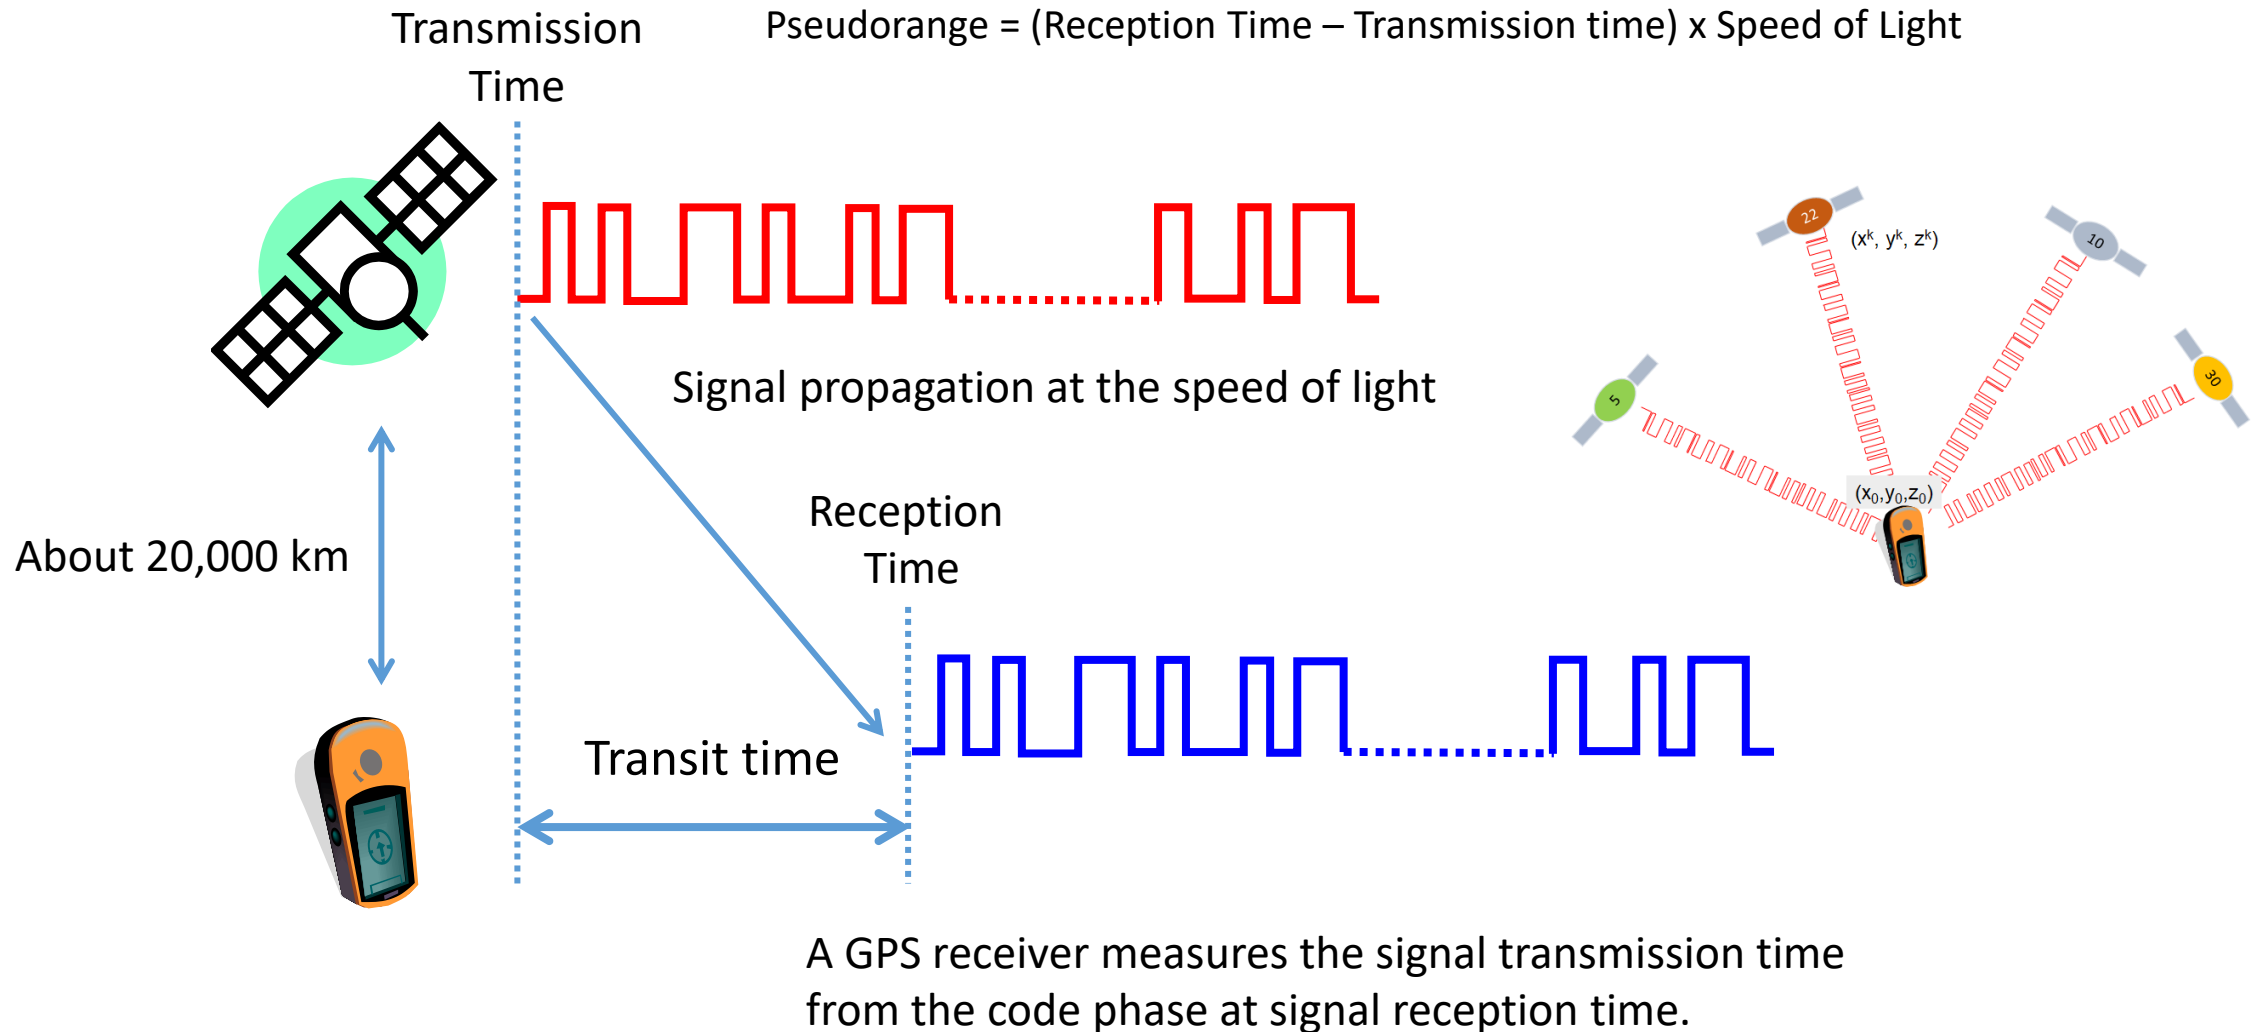 Transmission
Time
Pseudorange = (Reception Time – Transmission time) x Speed of Light
22
(xᵏ, yᵏ, zᵏ)
10
30
5
Signal propagation at the speed of light
(x₀,y₀,z₀)
Reception
Time
About 20,000 km
Transit time
A GPS receiver measures the signal transmission time
from the code phase at signal reception time.